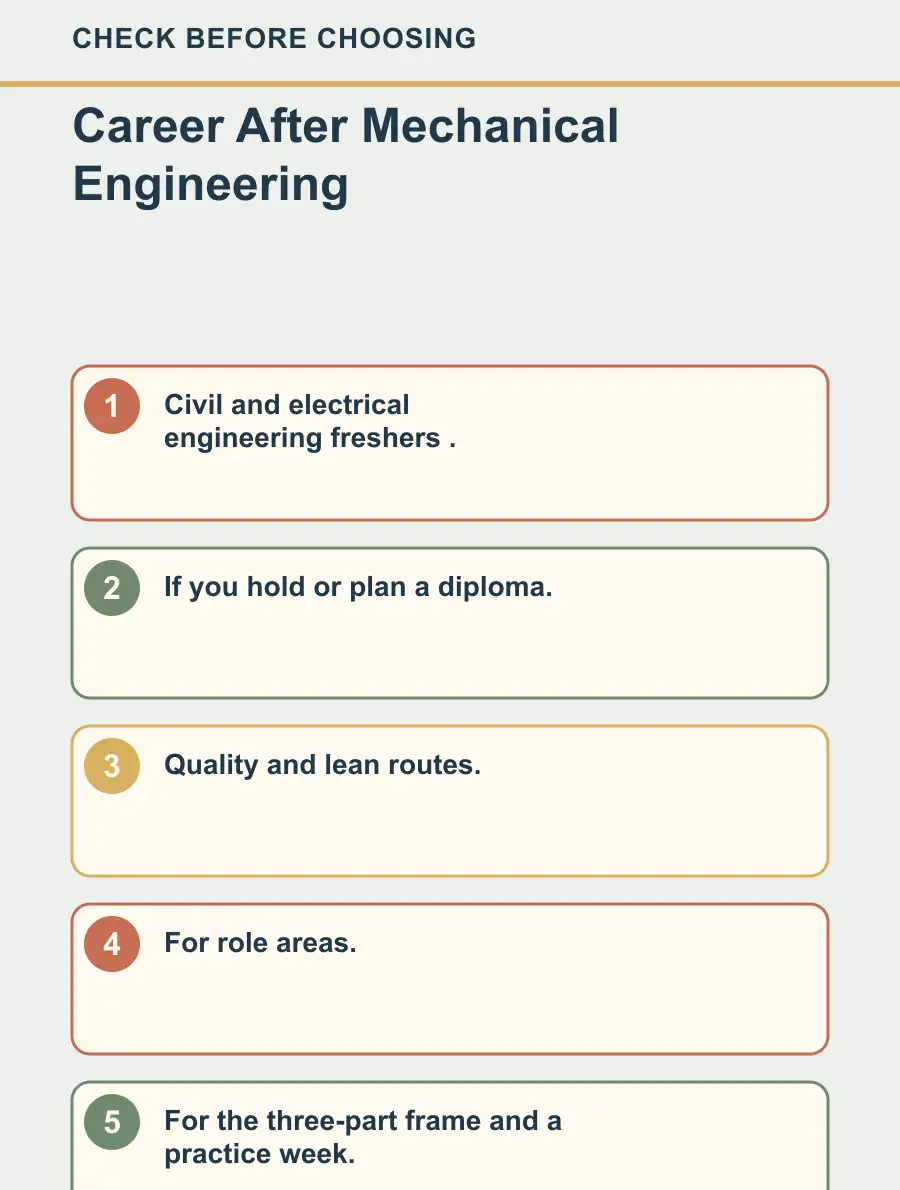 CHECK BEFORE CHOOSING
Career After Mechanical
Engineering
1
Civil and electrical
engineering freshers .
2
If you hold or plan a diploma.
3
Quality and lean routes.
4
For role areas.
5
For the three-part frame and a
practice week.